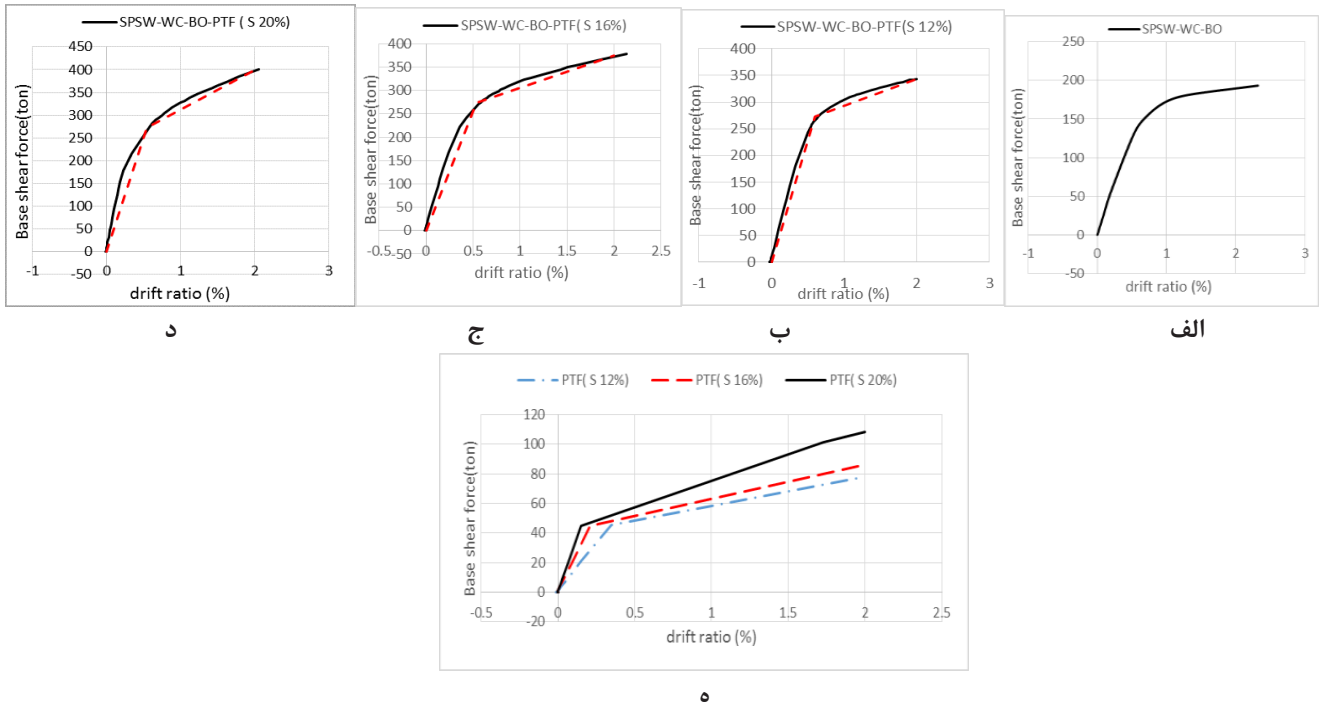 SPSW-WC-BO-PTF ( S 20%)
450
400
350
300
250
200
150
100
50
0
-50
-1 0 1 2 3
Base shear force(ton)
drift ratio (%)
د
SPSW-WC-BO-PTF( S 16%)
400
350
300
250
200
150
100
50
0
-50
-0.5 0 0.5 1 1.5 2 2.5
Base shear force(ton)
drift ratio (%)
ج
SPSW-WC-BO-PTF(S 12%)
400
350
300
250
200
150
100
50
0
-50
-1 0 1 2 3
Base shear force(ton)
drift ratio (%)
ب
SPSW-WC-BO
250
200
150
100
50
0
-50
-1 0 1 2 3
Base shear force(ton)
drift ratio (%)
الف
PTF( S 12%) PTF( S 16%) PTF( S 20%)
120
100
80
60
40
20
0
-20
-0.5 0 0.5 1 1.5 2 2.5
Base shear force(ton)
drift ratio (%)
ه